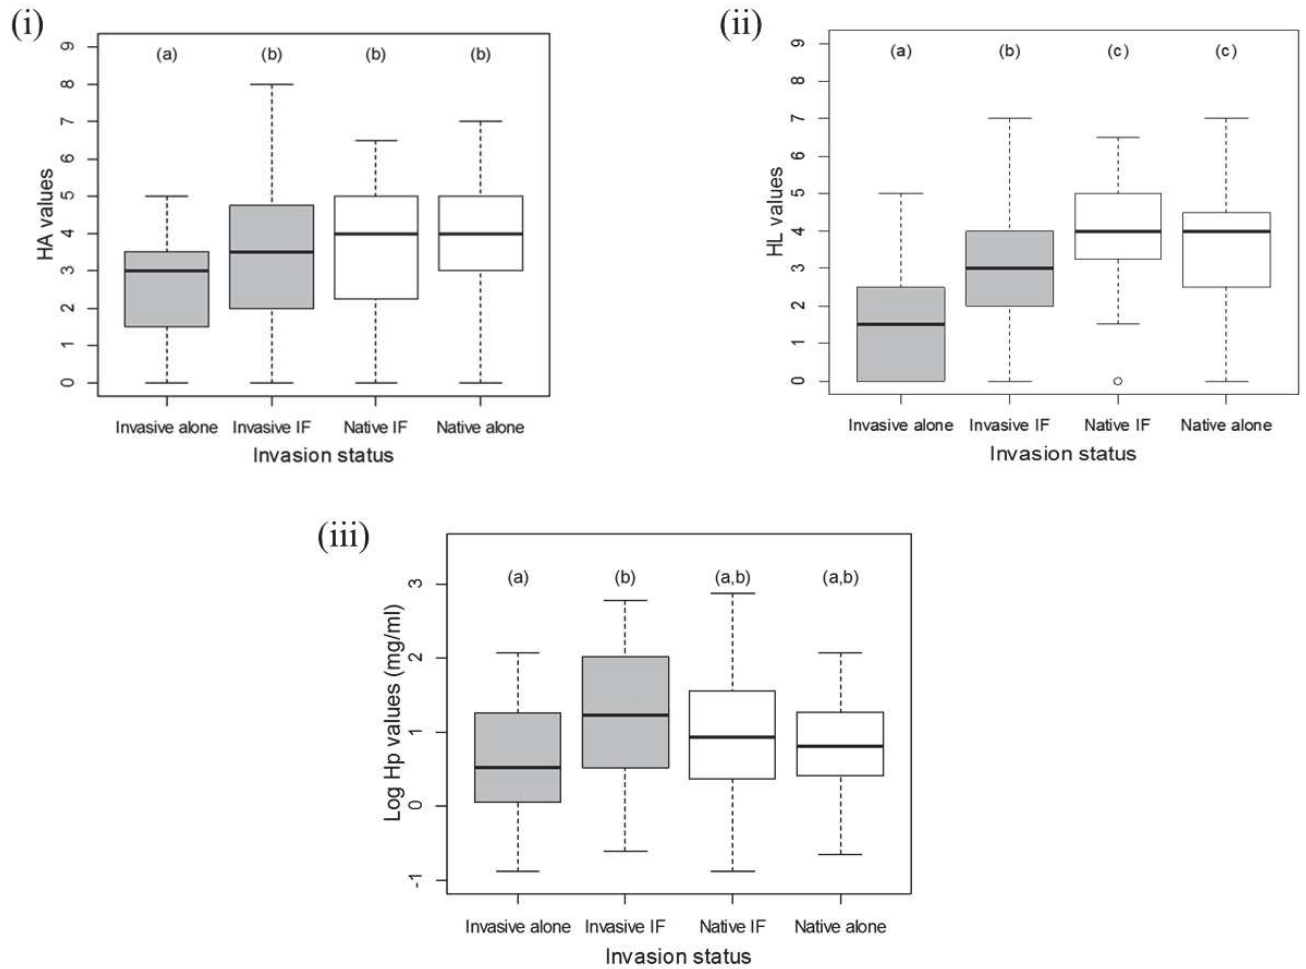 (i)
9
8
7
6
5
4
3
2
1
0
HA values
(a) (b) (b) (b)
Invasive alone Invasive IF Native IF Native alone
Invasion status
(ii)
9
8
7
6
5
4
3
2
1
0
HL values
(a) (b) (c) (c)
Invasive alone Invasive IF Native IF Native alone
Invasion status
(iii)
3
2
1
0
-1
Log Hp values (mg/ml)
(a) (b) (a,b) (a,b)
Invasive alone Invasive IF Native IF Native alone
Invasion status